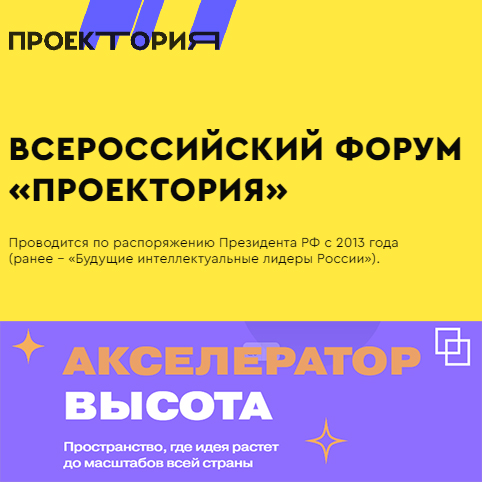 ПРОЕКТОРИЯ
ВСЕРОССИЙСКИЙ ФОРУМ
«ПРОЕКТОРИЯ»
Проводится по распоряжению Президента РФ с 2013 года
(ранее – «Будущие интеллектуальные лидеры России»).
АКСЕЛЕРАТОР
ВЫСОТА
Пространство, где идея растет
до масштабов всей страны